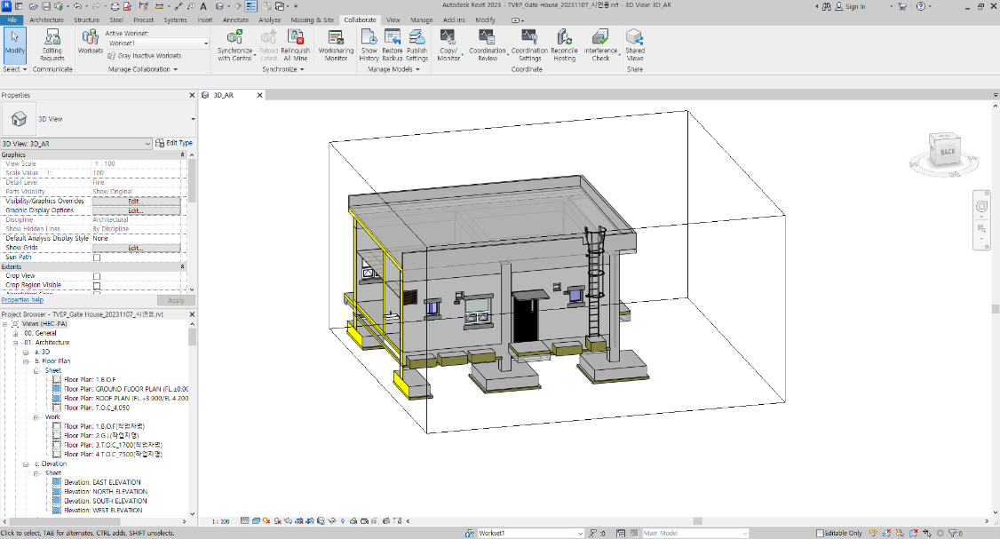 Autodesk Revit 2023 - TVEP_Gate House_20231107_시연용.rvt - 3D View: 3D_AR
Sign In
File Architecture Structure Steel Precast Systems Insert Annotate Analyze Massing & Site Collaborate View Manage Add-Ins Modify
Modify
Editing Requests
Worksets
Active Workset:
Workset1
Gray Inactive Worksets
Synchronize with Central
Reload Latest
Relinquish All Mine
Worksharing Monitor
Show History
Restore Backup
Publish Settings
Copy/ Monitor
Coordination Review
Coordination Settings
Reconcile Hosting
Interference Check
Shared Views
Select Communicate Manage Collaboration Synchronize Manage Models Coordinate Share
Properties
3D_AR
3D View
3D View: 3D_AR
Edit Type
Graphics
View Scale 1 : 100
Scale Value 1: 100
Detail Level Fine
Parts Visibility Show Original
Visibility/Graphics Overrides Edit...
Graphic Display Options Edit...
Discipline Architectural
Show Hidden Lines By Discipline
Default Analysis Display Style None
Show Grids Edit...
Sun Path
Extents
Crop View
Crop Region Visible
Properties help
Apply
BACK
Project Browser - TVEP_Gate House_20231107_시연용.rvt
Views (HEC-PA)
00. General
01. Architecture
a. 3D
b. Floor Plan
Sheet
Floor Plan: 1.B.O.F
Floor Plan: GROUND FLOOR PLAN (FL.±0.00
Floor Plan: ROOF PLAN (FL.+3.900/EL.4.200
Floor Plan: T.O.C_4,050
Work
Floor Plan: 1.B.O.F(작업자명)
Floor Plan: 2.G.L(작업자명)
Floor Plan: 3.T.O.C_1700(작업자명)
Floor Plan: 4.T.O.C_7500(작업자명)
c. Elevation
Sheet
Elevation: EAST ELEVATION
Elevation: NORTH ELEVATION
Elevation: SOUTH ELEVATION
Elevation: WEST ELEVATION
1 : 100
Click to select, TAB for alternates, CTRL adds, SHIFT unselects.
Workset1
:0
Main Model
Editable Only
:0